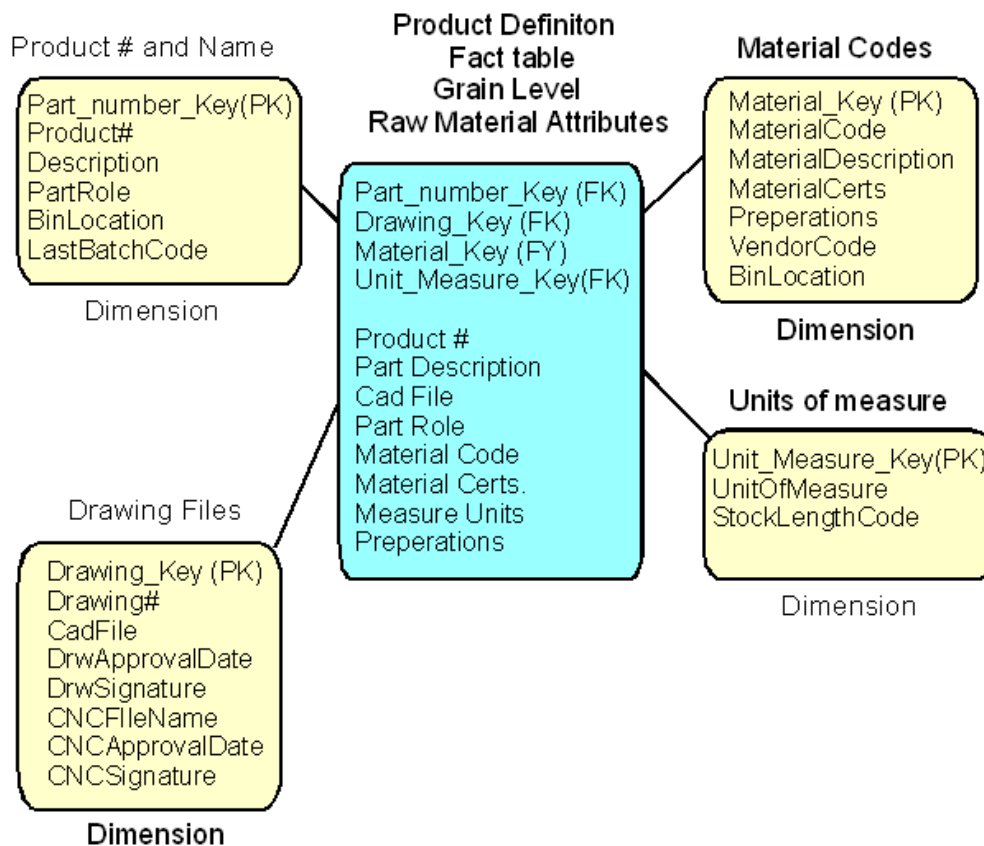 Product # and Name
Part_number_Key(PK)
Product#
Description
PartRole
BinLocation
LastBatchCode
Dimension
Product Definiton
Fact table
Grain Level
Raw Material Attributes
Part_number_Key (FK)
Drawing_Key (FK)
Material_Key (FY)
Unit_Measure_Key(FK)
Product #
Part Description
Cad File
Part Role
Material Code
Material Certs.
Measure Units
Preperations
Material Codes
Material_Key (PK)
MaterialCode
MaterialDescription
MaterialCerts
Preperations
VendorCode
BinLocation
Dimension
Units of measure
Unit_Measure_Key(PK)
UnitOfMeasure
StockLengthCode
Dimension
Drawing Files
Drawing_Key (PK)
Drawing#
CadFile
DrwApprovalDate
DrwSignature
CNCFIleName
CNCApprovalDate
CNCSignature
Dimension